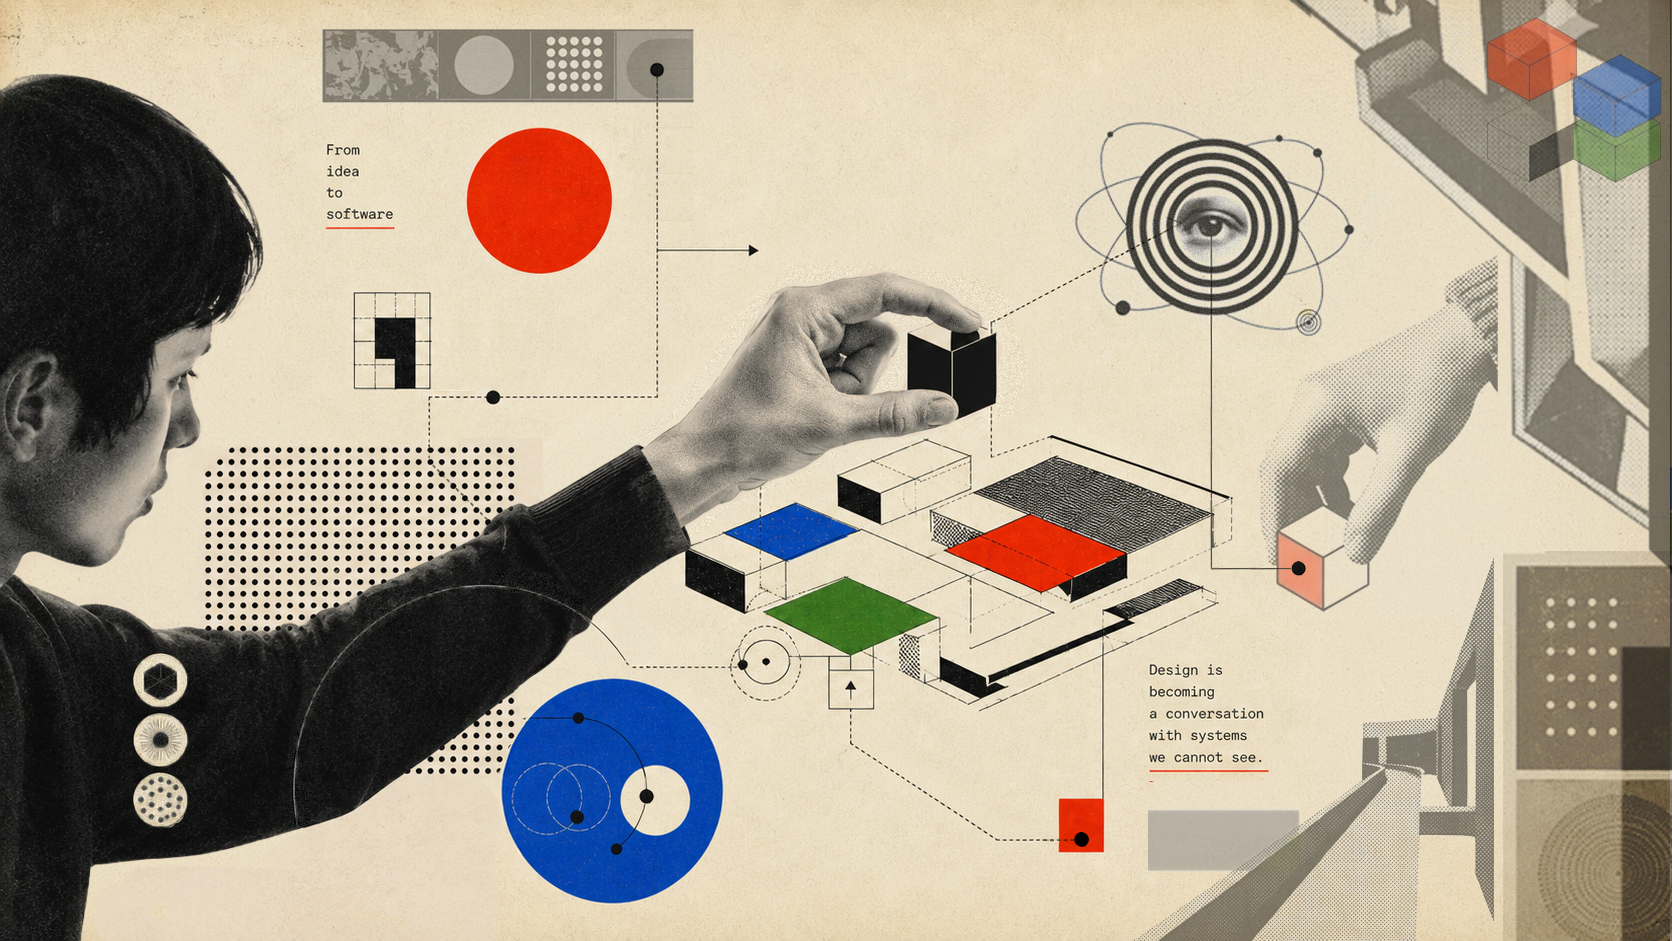 From
idea
to
software
Design is
becoming
a conversation
with systems
we cannot see.